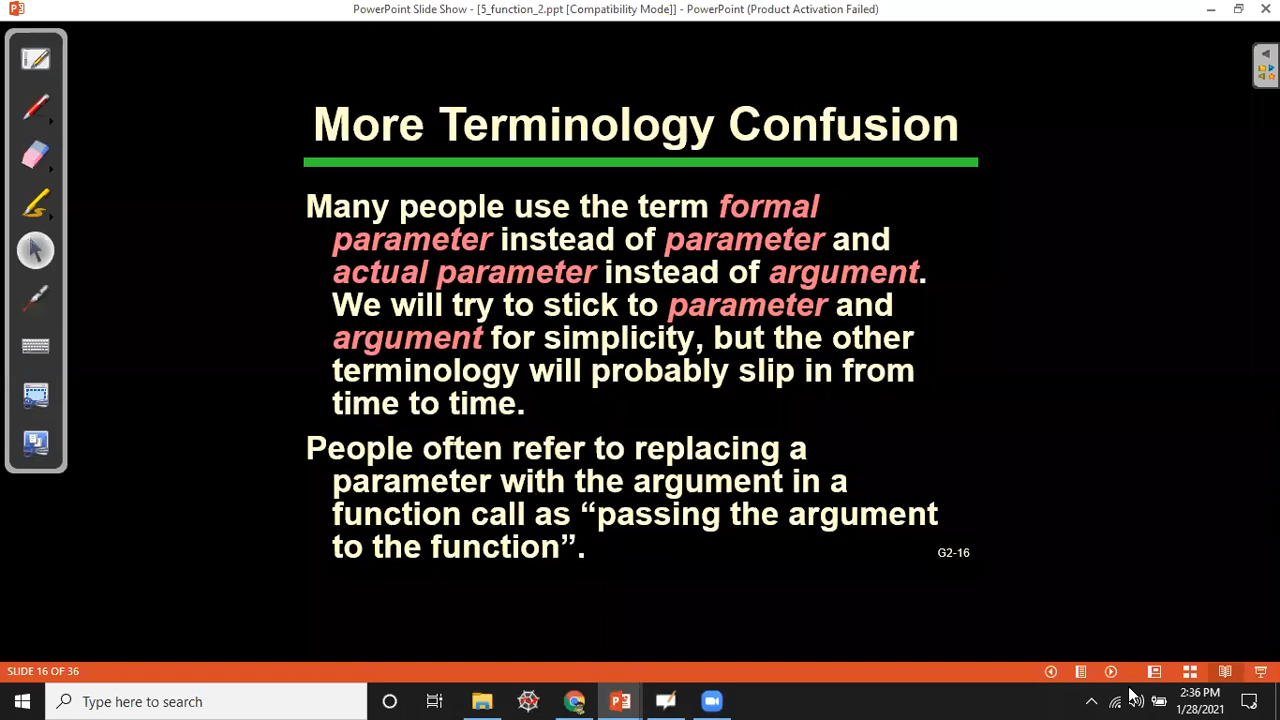 PowerPoint Slide Show - [5_function_2.ppt [Compatibility Mode]] - PowerPoint (Product Activation Failed)
More Terminology Confusion
Many people use the term formal
parameter instead of parameter and
actual parameter instead of argument.
We will try to stick to parameter and
argument for simplicity, but the other
terminology will probably slip in from
time to time.
People often refer to replacing a
parameter with the argument in a
function call as “passing the argument
to the function”.
G2-16
SLIDE 16 OF 36
Type here to search
2:36 PM
1/28/2021